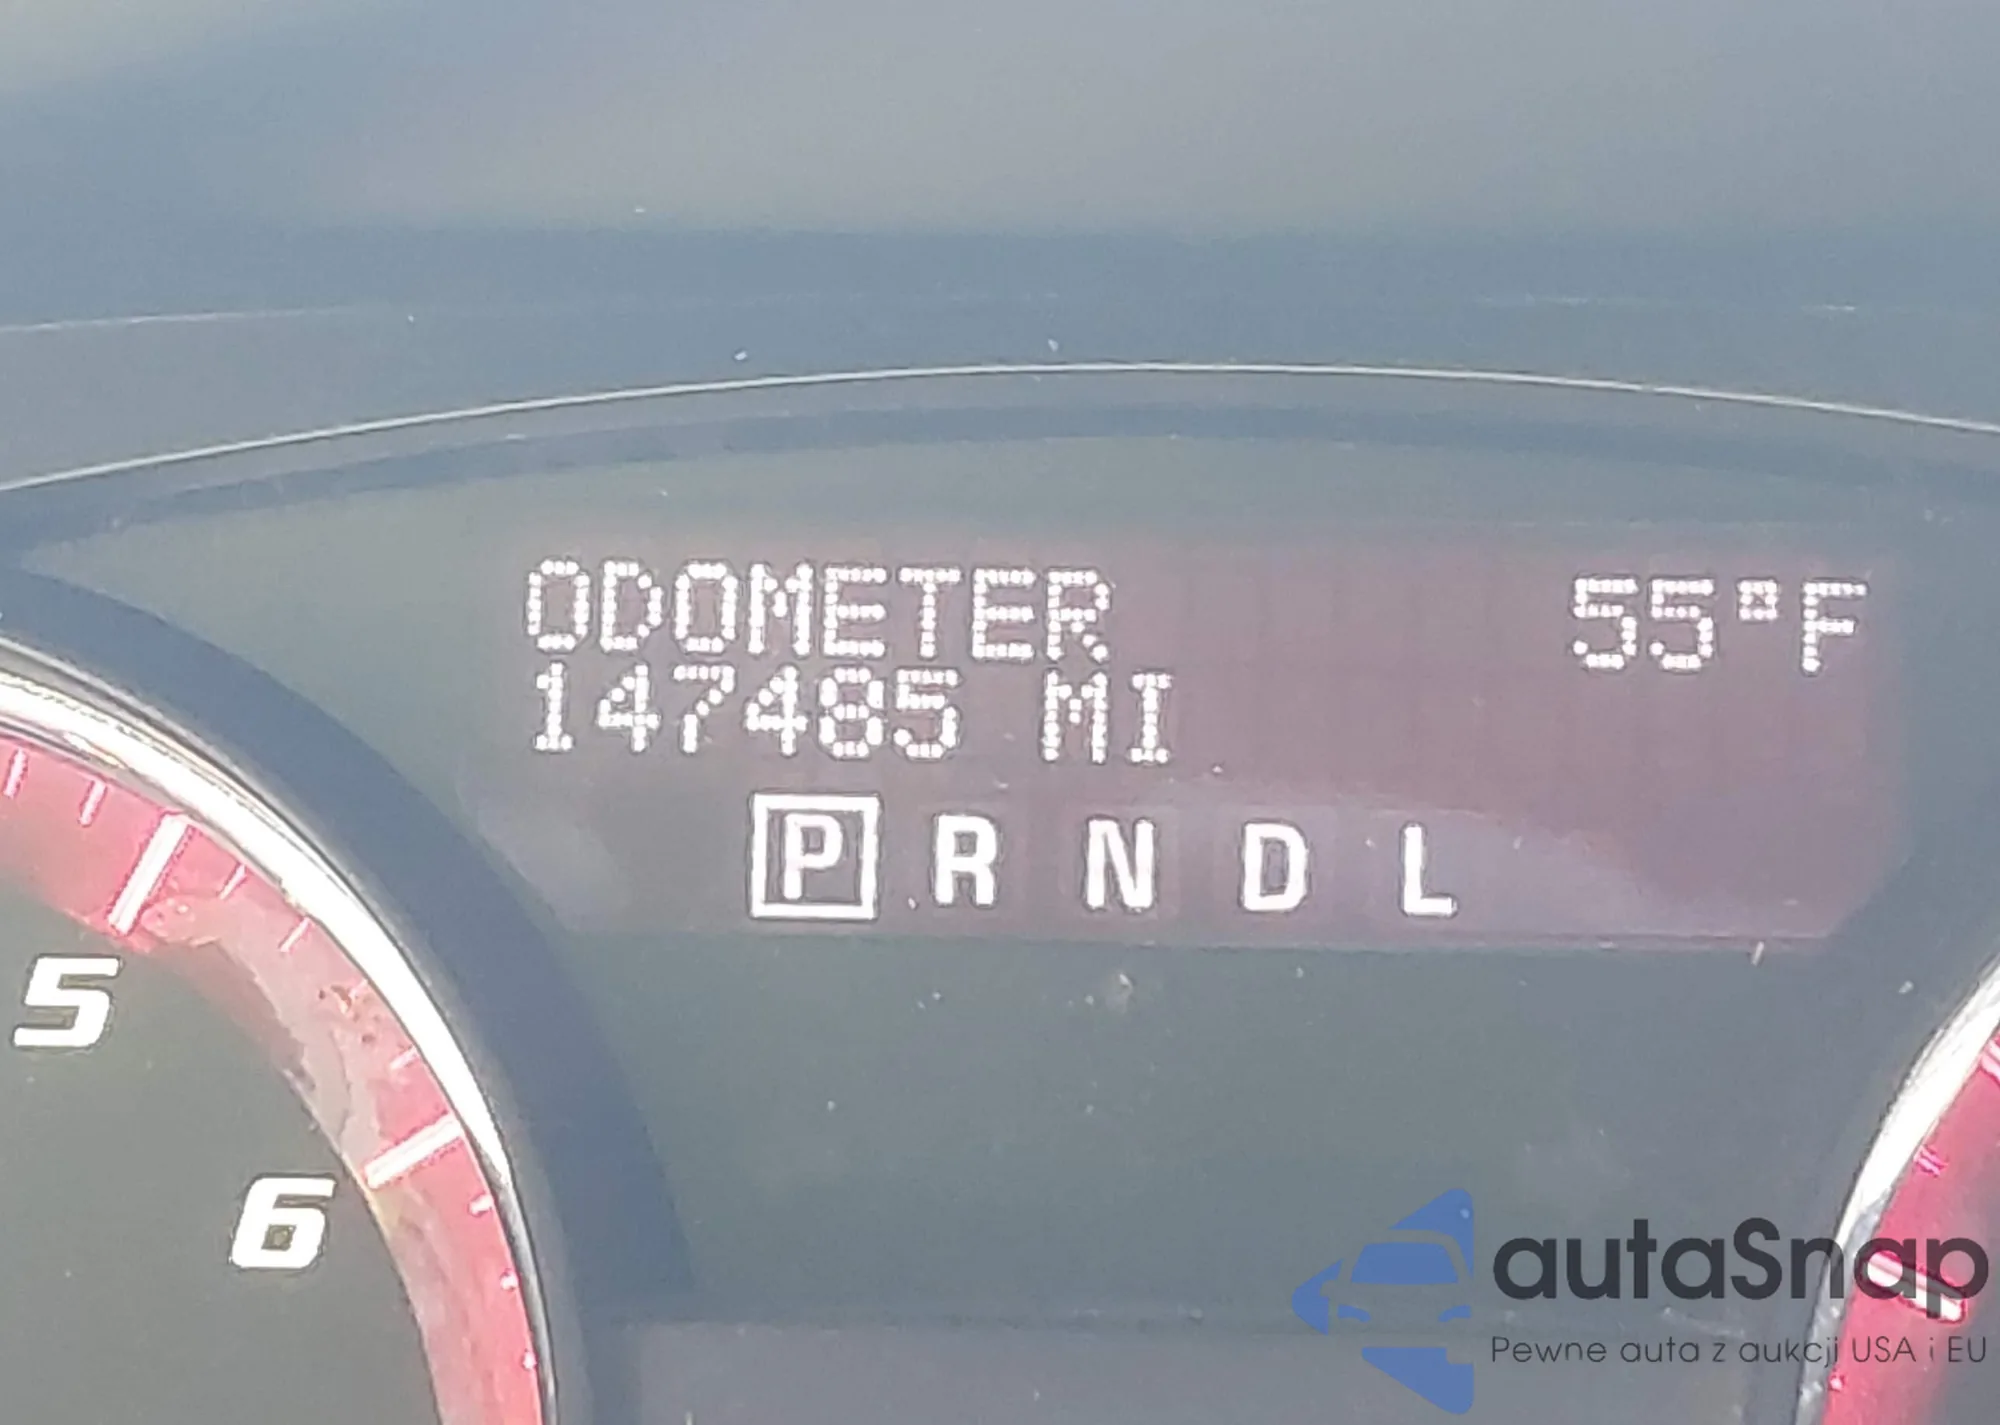 ODOMETER 55°F
147485 MI
P R N D L
5
6
autaSnap
Pewne auta z aukcji USA i EU